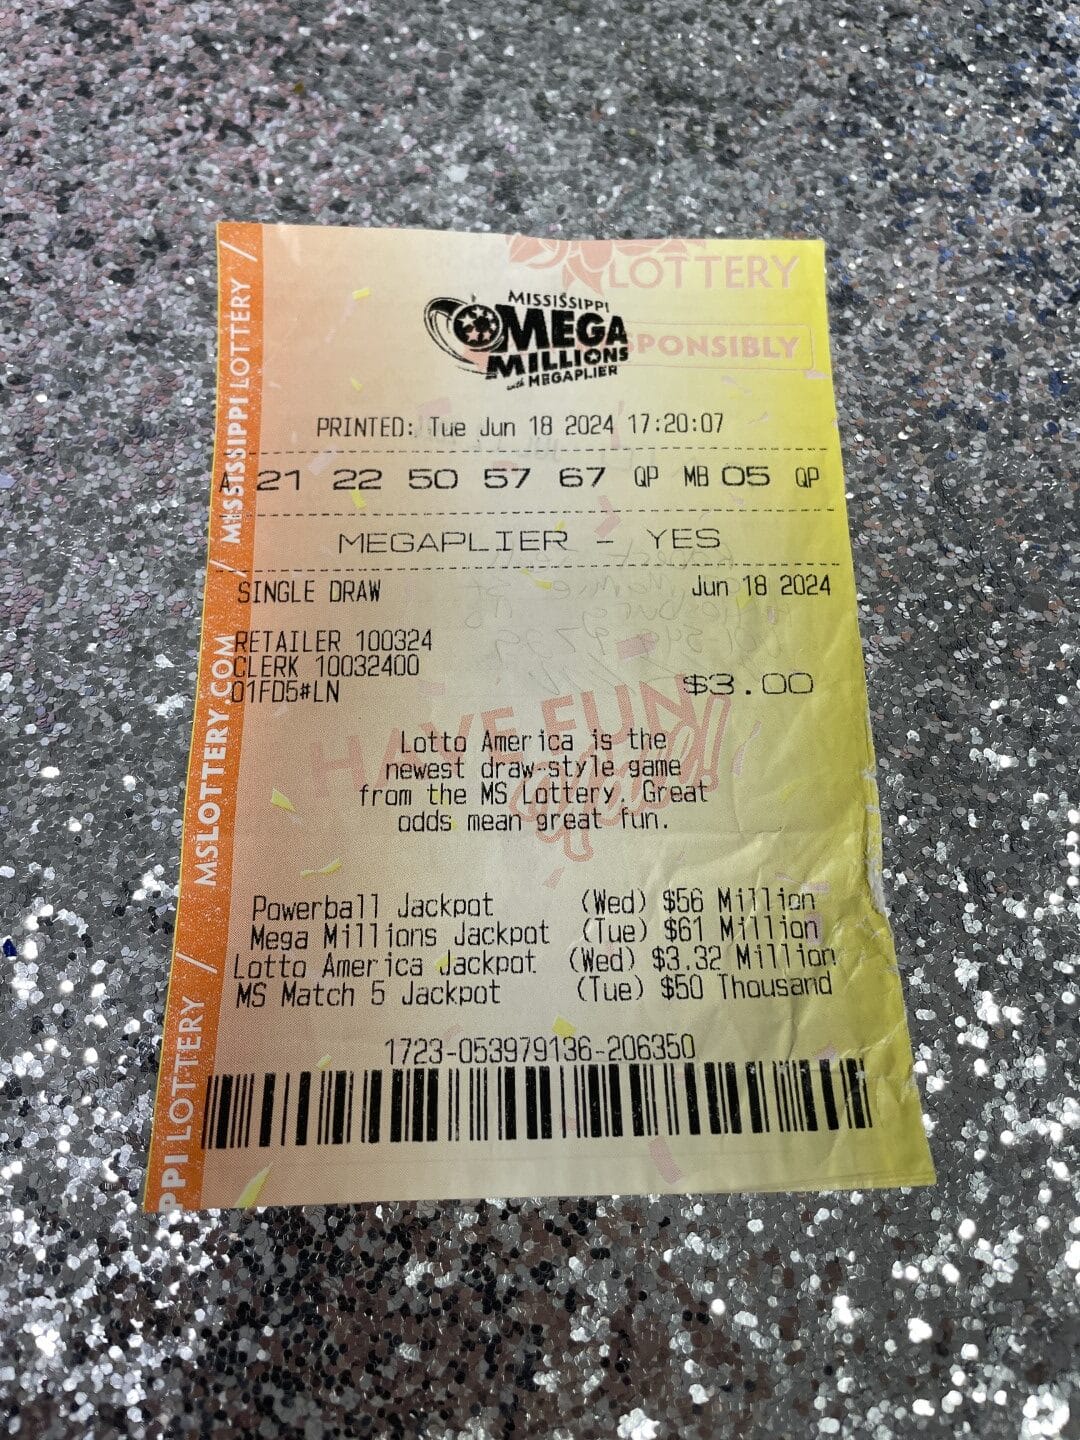 LOTTERY
MISSISSIPPI
MEGA
MILLIONS
with MEGAPLIER
SPONSIBLY
PRINTED: Tue Jun 18 2024 17:20:07
A 21 22 50 57 67 QP MB 05 QP
MEGAPLIER - YES
SINGLE DRAW Jun 18 2024
RETAILER 100324
CLERK 10032400
01FD5#LN
$3.00
HAVE FUN
Lotto America is the
newest draw-style game
from the MS Lottery. Great
odds mean great fun.
Powerball Jackpot (Wed) $56 Million
Mega Millions Jackpot (Tue) $61 Million
Lotto America Jackpot (Wed) $3.32 Million
MS Match 5 Jackpot (Tue) $50 Thousand
1723-053979136-206350
PPI LOTTERY / MSLOTTERY.COM / MISSISSIPPI LOTTERY /